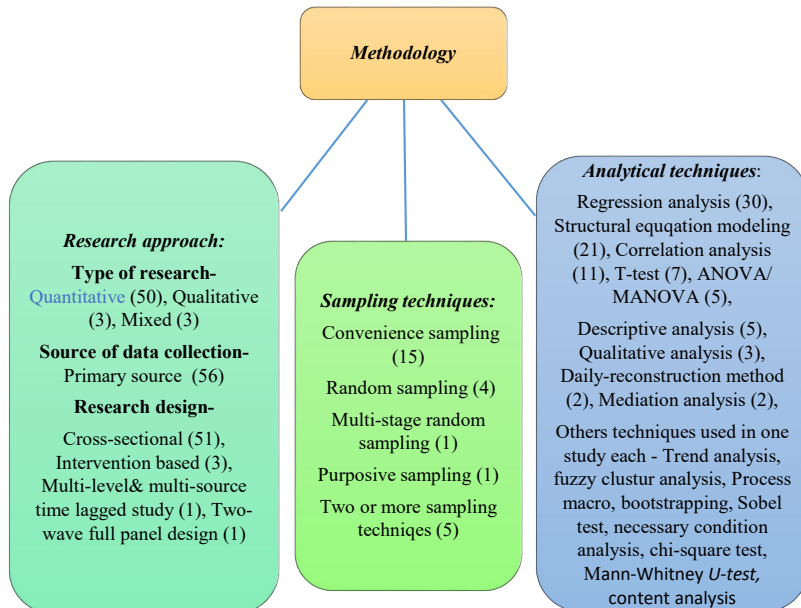 Methodology
Research approach:
Type of research-
Quantitative (50), Qualitative
(3), Mixed (3)
Source of data collection-
Primary source (56)
Research design-
Cross-sectional (51),
Intervention based (3),
Multi-level& multi-source
time lagged study (1), Two-
wave full panel design (1)
Sampling techniques:
Convenience sampling
(15)
Random sampling (4)
Multi-stage random
sampling (1)
Purposive sampling (1)
Two or more sampling
techniqes (5)
Analytical techniques:
Regression analysis (30),
Structural equqation modeling
(21), Correlation analysis
(11), T-test (7), ANOVA/
MANOVA (5),
Descriptive analysis (5),
Qualitative analysis (3),
Daily-reconstruction method
(2), Mediation analysis (2),
Others techniques used in one
study each - Trend analysis,
fuzzy clustur analysis, Process
macro, bootstrapping, Sobel
test, necessary condition
analysis, chi-square test,
Mann-Whitney U-test,
content analysis